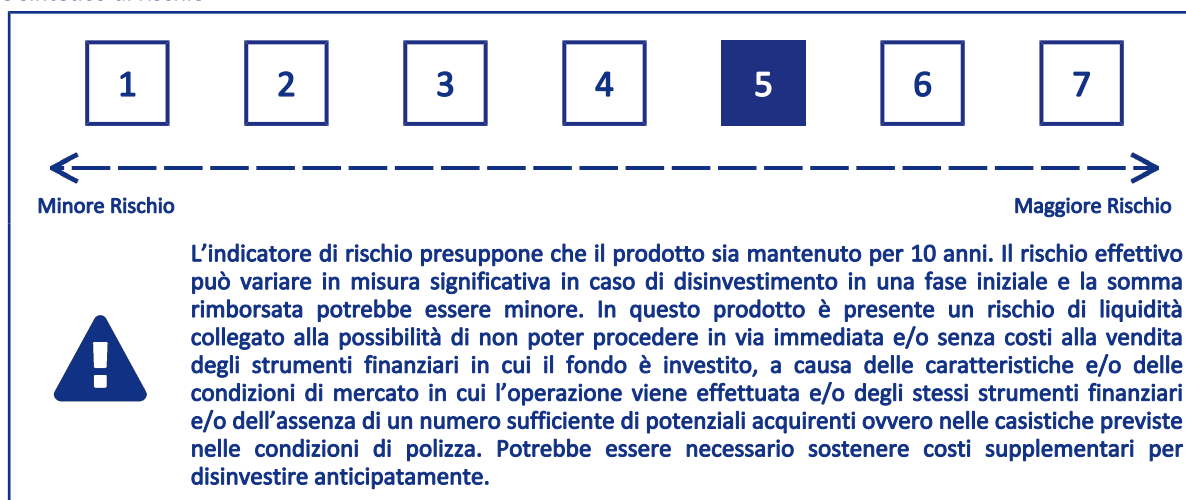 1 2 3 4 5 6 7
Minore Rischio Maggiore Rischio
L'indicatore di rischio presuppone che il prodotto sia mantenuto per 10 anni. Il rischio effettivo
può variare in misura significativa in caso di disinvestimento in una fase iniziale e la somma
rimborsata potrebbe essere minore. In questo prodotto è presente un rischio di liquidità
collegato alla possibilità di non poter procedere in via immediata e/o senza costi alla vendita
degli strumenti finanziari in cui il fondo è investito, a causa delle caratteristiche e/o delle
condizioni di mercato in cui l'operazione viene effettuata e/o degli stessi strumenti finanziari
e/o dell'assenza di un numero sufficiente di potenziali acquirenti ovvero nelle casistiche previste
nelle condizioni di polizza. Potrebbe essere necessario sostenere costi supplementari per
disinvestire anticipatamente.